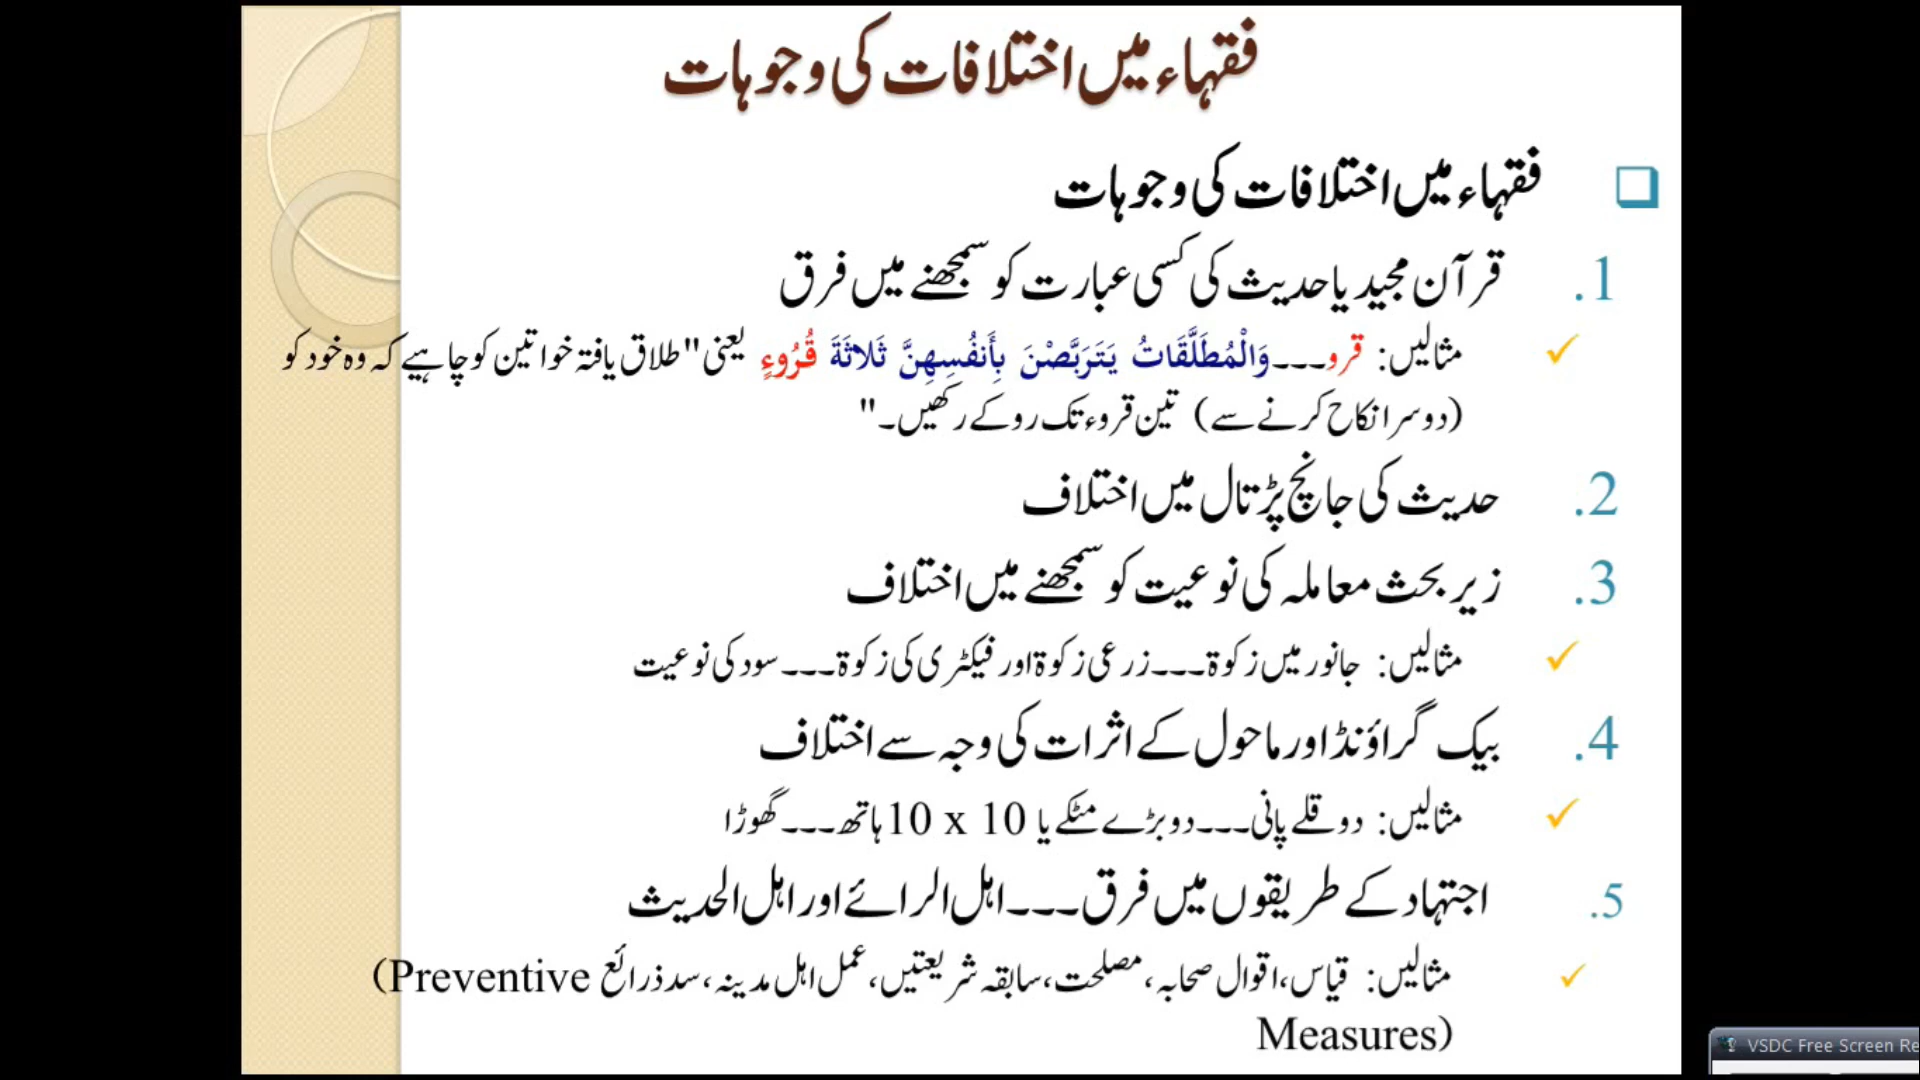 فقہاء میں اختلافات کی وجوہات
❑ فقہاء میں اختلافات کی وجوہات
1. قرآن مجید یا حدیث کی کسی عبارت کو سمجھنے میں فرق
✓ مثالیں: قرو۔۔۔وَالْمُطَلَّقَاتُ يَتَرَبَّصْنَ بِأَنفُسِهِنَّ ثَلاثَةَ قُرُوءٍ یعنی "طلاق یافتہ خواتین کو چاہیے کہ وہ خود کو
(دوسرا نکاح کرنے سے) تین قروء تک روکے رکھیں۔"
2. حدیث کی جانچ پڑتال میں اختلاف
3. زیر بحث معاملہ کی نوعیت کو سمجھنے میں اختلاف
✓ مثالیں: جانور میں زکوۃ۔۔۔زرعی زکوۃ اور فیکٹری کی زکوۃ۔۔۔سود کی نوعیت
4. بیک گراؤنڈ اور ماحول کے اثرات کی وجہ سے اختلاف
✓ مثالیں: دو قلے پانی۔۔۔دو بڑے مٹکے یا 10 x 10 ہاتھ۔۔۔گھوڑا
5. اجتہاد کے طریقوں میں فرق۔۔۔اہل الرائے اور اہل الحدیث
✓ مثالیں: قیاس، اقوال صحابہ، مصلحت، سابقہ شریعتیں، عمل اہل مدینہ، سد ذرائع (Preventive
Measures)
VSDC Free Screen Re